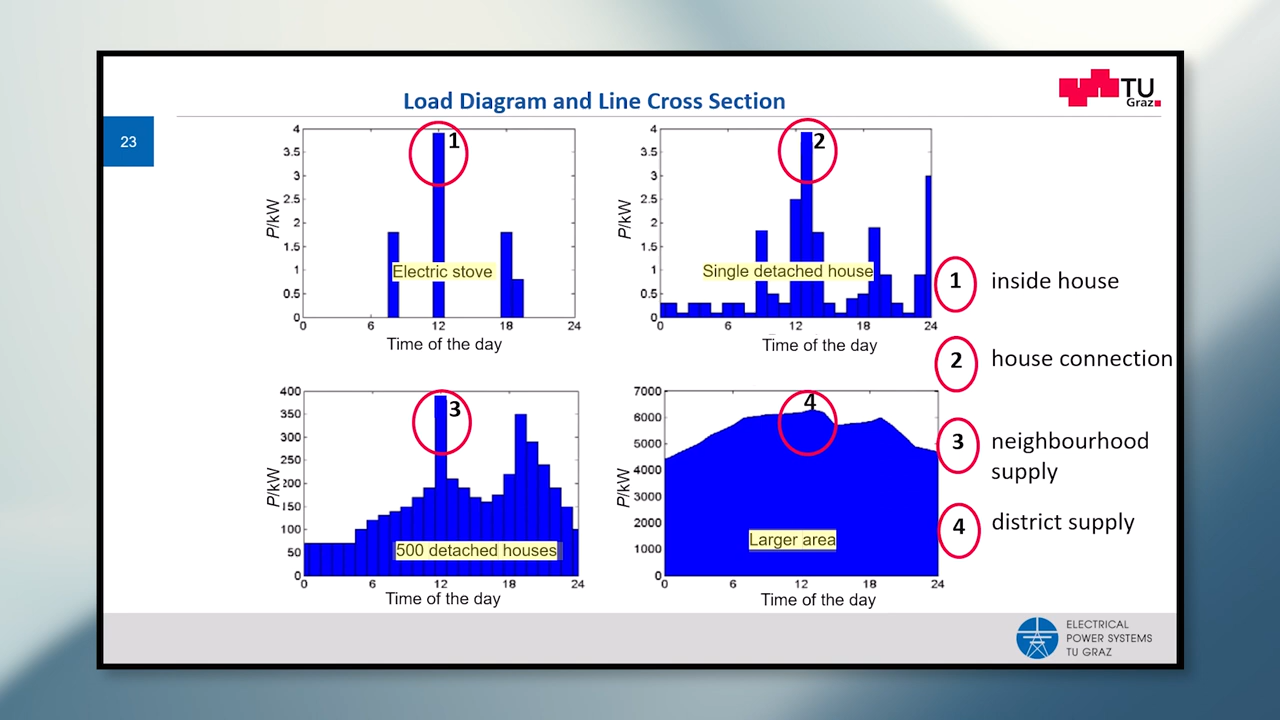 Load Diagram and Line Cross Section
TU
Graz
23
4
3.5
3
2.5
2
1.5
1
0.5
0
P/kW
1
Electric stove
0 6 12 18 24
Time of the day
4
3.5
3
2.5
2
1.5
1
0.5
0
P/kW
2
Single detached house
0 6 12 18 24
Time of the day
1 inside house
2 house connection
3 neighbourhood
supply
4 district supply
400
350
300
250
200
150
100
50
0
P/kW
3
500 detached houses
0 6 12 18 24
Time of the day
7000
6000
5000
4000
3000
2000
1000
0
P/kW
4
Larger area
0 6 12 18 24
Time of the day
ELECTRICAL
POWER SYSTEMS
TU GRAZ